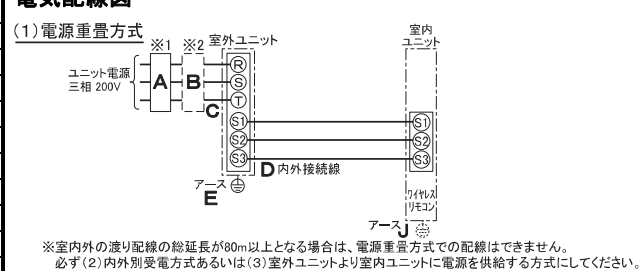 電気配線図
(1)電源重畳方式
※1 ※2 室外ユニット
室内
ユニット
ユニット電源
三相 200V
A B
R
S
T
C
S1 S1
S2 S2
S3 S3
D 内外接続線
アース
E
ワイヤレス
リモコン
アース J
※室内外の渡り配線の総延長が80m以上となる場合は、電源重畳方式での配線はできません。
必ず(2)内外別受電方式あるいは(3)室外ユニットより室内ユニットに電源を供給する方式にしてください。